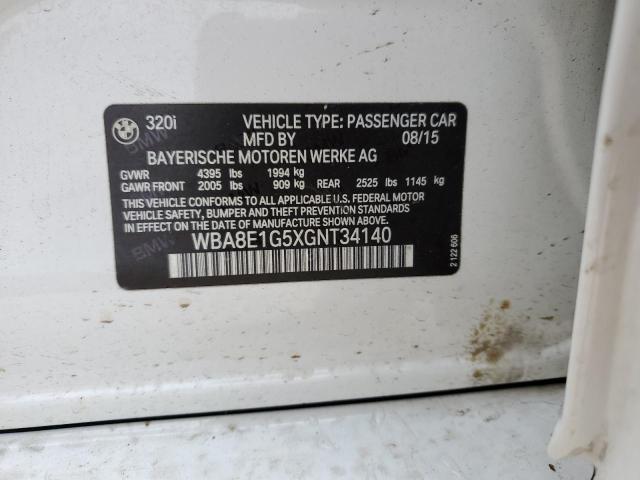 320i VEHICLE TYPE: PASSENGER CAR
MFD BY 08/15
BAYERISCHE MOTOREN WERKE AG
GVWR 4395 lbs 1994 kg
GAWR FRONT 2005 lbs 909 kg REAR 2525 lbs 1145 kg
THIS VEHICLE CONFORMS TO ALL APPLICABLE U.S. FEDERAL MOTOR
VEHICLE SAFETY, BUMPER AND THEFT PREVENTION STANDARDS IN
EFFECT ON THE DATE OF MANUFACTURE SHOWN ABOVE.
WBA8E1G5XGNT34140
2 122 606